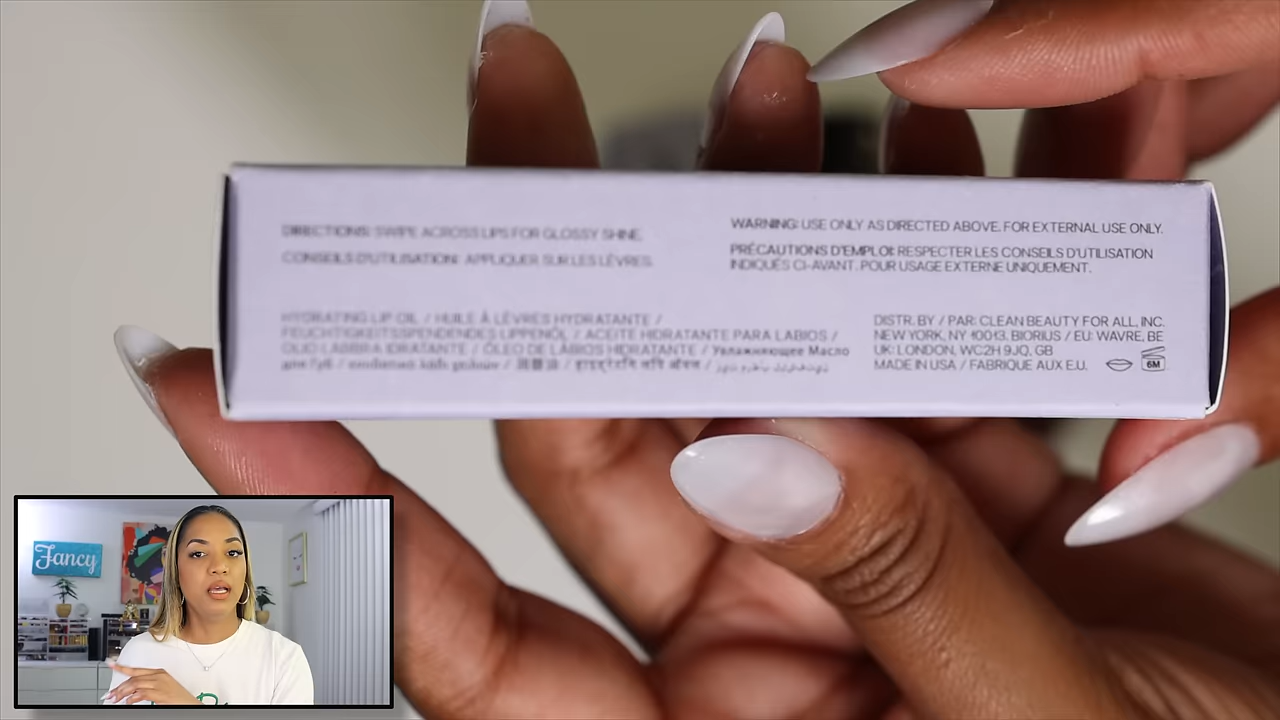 DIRECTIONS: SWIPE ACROSS LIPS FOR GLOSSY SHINE.
CONSEILS D'UTILISATION: APPLIQUER SUR LES LÈVRES.
WARNING: USE ONLY AS DIRECTED ABOVE. FOR EXTERNAL USE ONLY.
PRÉCAUTIONS D'EMPLOI: RESPECTER LES CONSEILS D'UTILISATION
INDIQUÉS CI-AVANT. POUR USAGE EXTERNE UNIQUEMENT.
HYDRATING LIP OIL / HUILE À LÈVRES HYDRATANTE /
FEUCHTIGKEITSSPENDENDES LIPPENÖL / ACEITE HIDRATANTE PARA LABIOS /
OLIO LABBRA IDRATANTE / ÓLEO DE LÁBIOS HIDRATANTE / Увлажняющее Масло
для Губ /
DISTR. BY / PAR: CLEAN BEAUTY FOR ALL, INC.
NEW YORK, NY 10013. BIORIUS / EU: WAVRE, BE
UK: LONDON, WC2H 9JQ, GB
MADE IN USA / FABRIQUE AUX E.U.
6M
Fancy